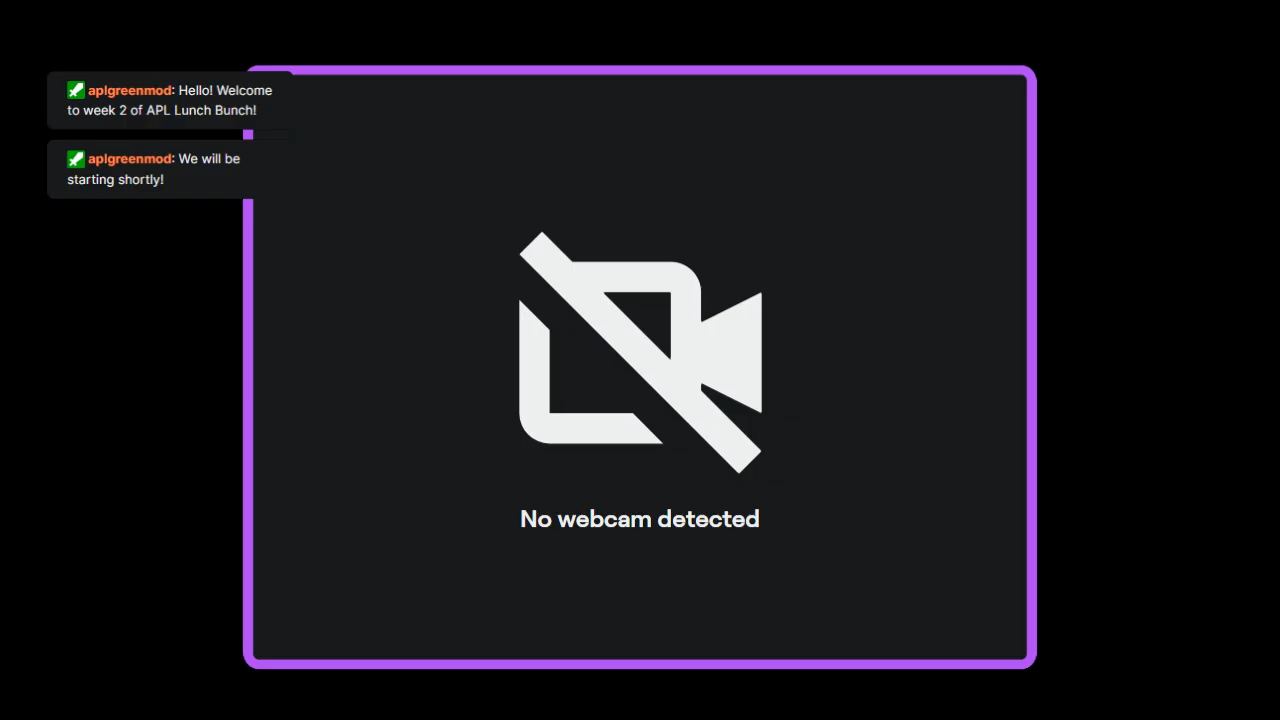 aplgreenmod: Hello! Welcome
to week 2 of APL Lunch Bunch!
aplgreenmod: We will be
starting shortly!
No webcam detected